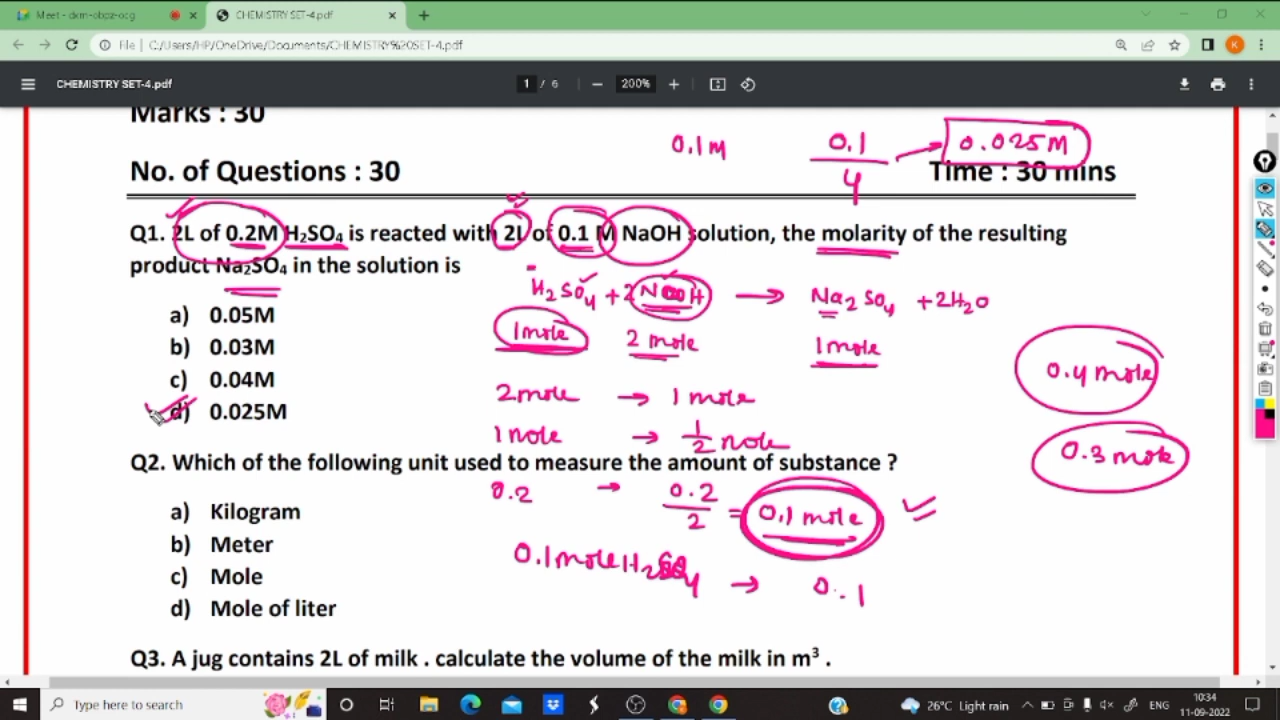 Meet - dxm-obpz-ocg
CHEMISTRY SET-4.pdf
File | C:/Users/HP/OneDrive/Documents/CHEMISTRY%20SET-4.pdf
K
CHEMISTRY SET-4.pdf
1 / 6
200%
Marks : 30
0.1M
0.1
4
0.025M
No. of Questions : 30
Time : 30 mins
Q1. 2L of 0.2M H₂SO₄ is reacted with 2L of 0.1 M NaOH solution, the molarity of the resulting
product Na₂SO₄ in the solution is
H₂SO₄ + 2NaOH → Na₂SO₄ + 2H₂O
a) 0.05M
1mole 2 mole 1mole
b) 0.03M
c) 0.04M
0.4 mole
2mole → 1 mole
d) 0.025M
1 mole → 1/2 mole
0.3 mole
Q2. Which of the following unit used to measure the amount of substance ?
0.2 → 0.2/2 = 0.1 mole
a) Kilogram
b) Meter
0.1mole H₂SO₄ → 0.1
c) Mole
d) Mole of liter
Q3. A jug contains 2L of milk . calculate the volume of the milk in m³ .
Type here to search
26°C Light rain
ENG
10:34
11-09-2022